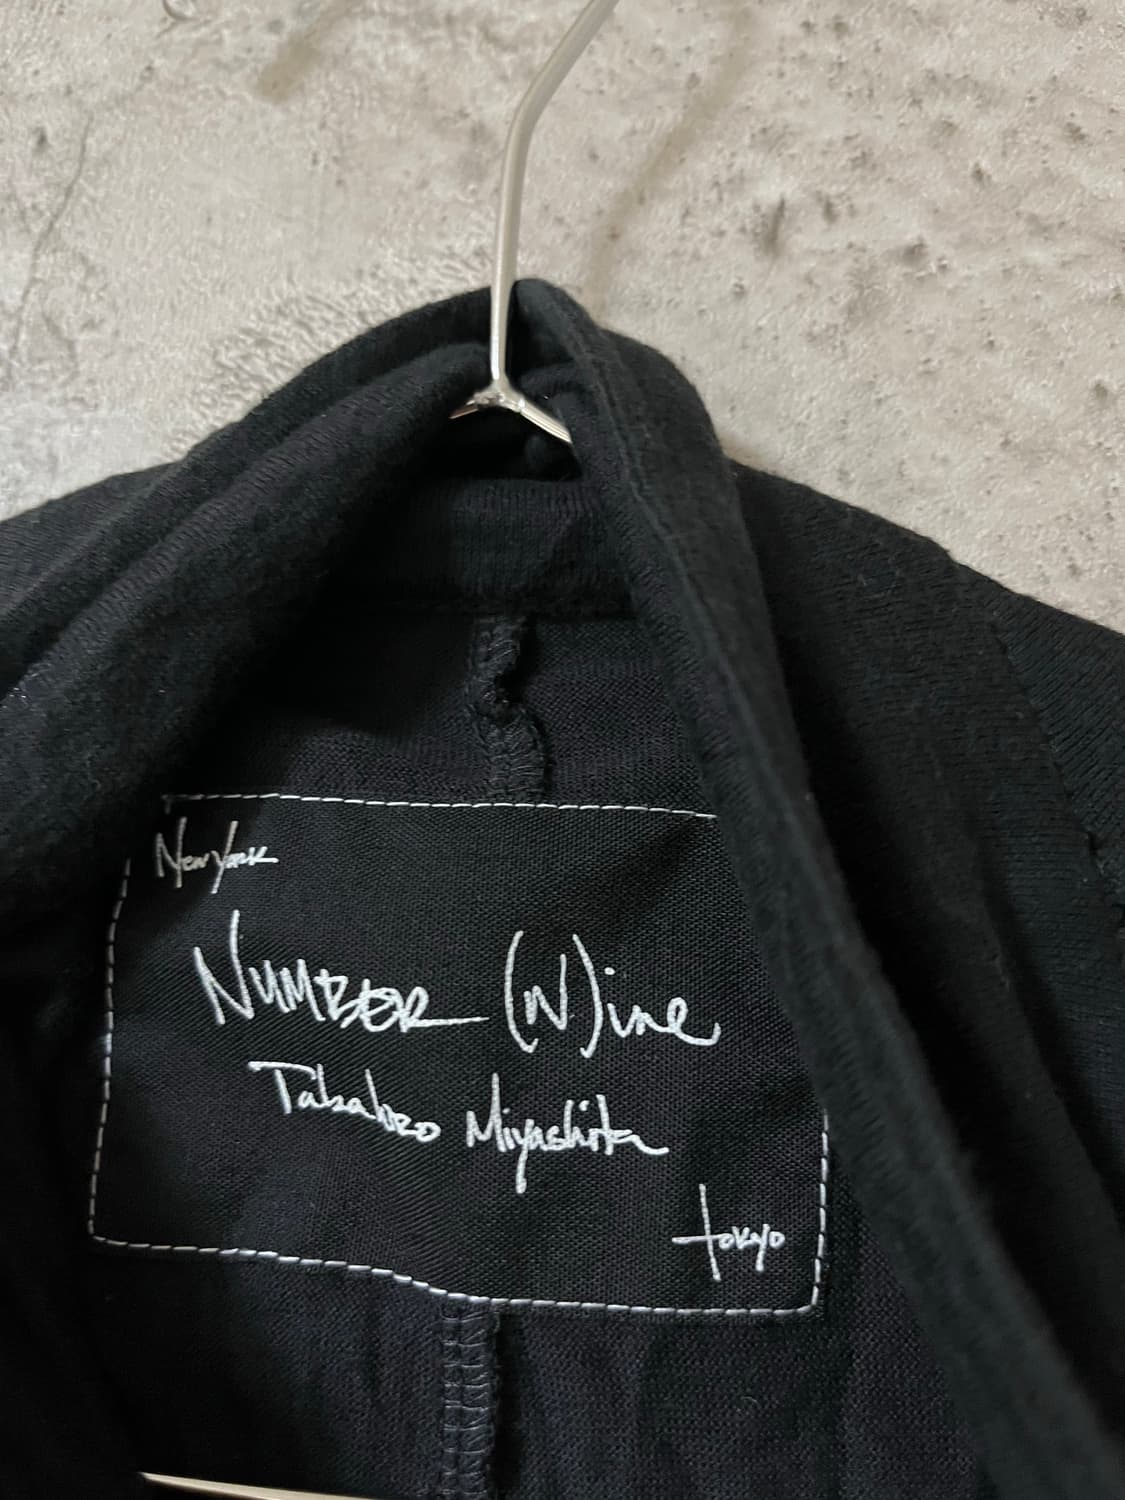 New York
NUMBER (N)ine
Takahiro Miyashita
tokyo